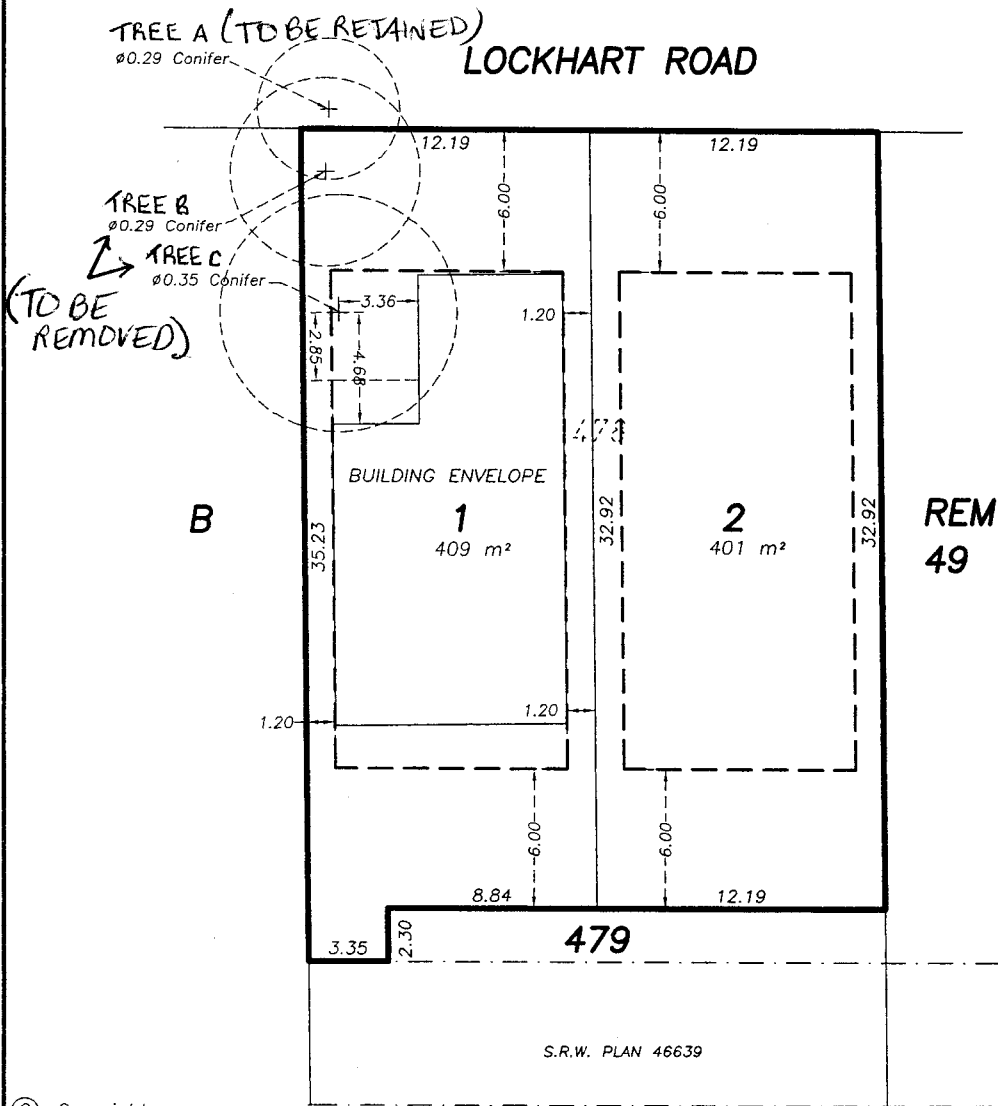 TREE A (TO BE RETAINED)
ø0.29 Conifer
LOCKHART ROAD
12.19
12.19
6.00
6.00
TREE B
ø0.29 Conifer
TREE C
ø0.35 Conifer
(TO BE
REMOVED)
3.36
1.20
2.85
4.68
478
BUILDING ENVELOPE
B
1
409 m²
2
401 m²
REM
49
35.23
32.92
32.92
1.20
1.20
6.00
6.00
8.84
12.19
3.35
2.30
479
S.R.W. PLAN 46639